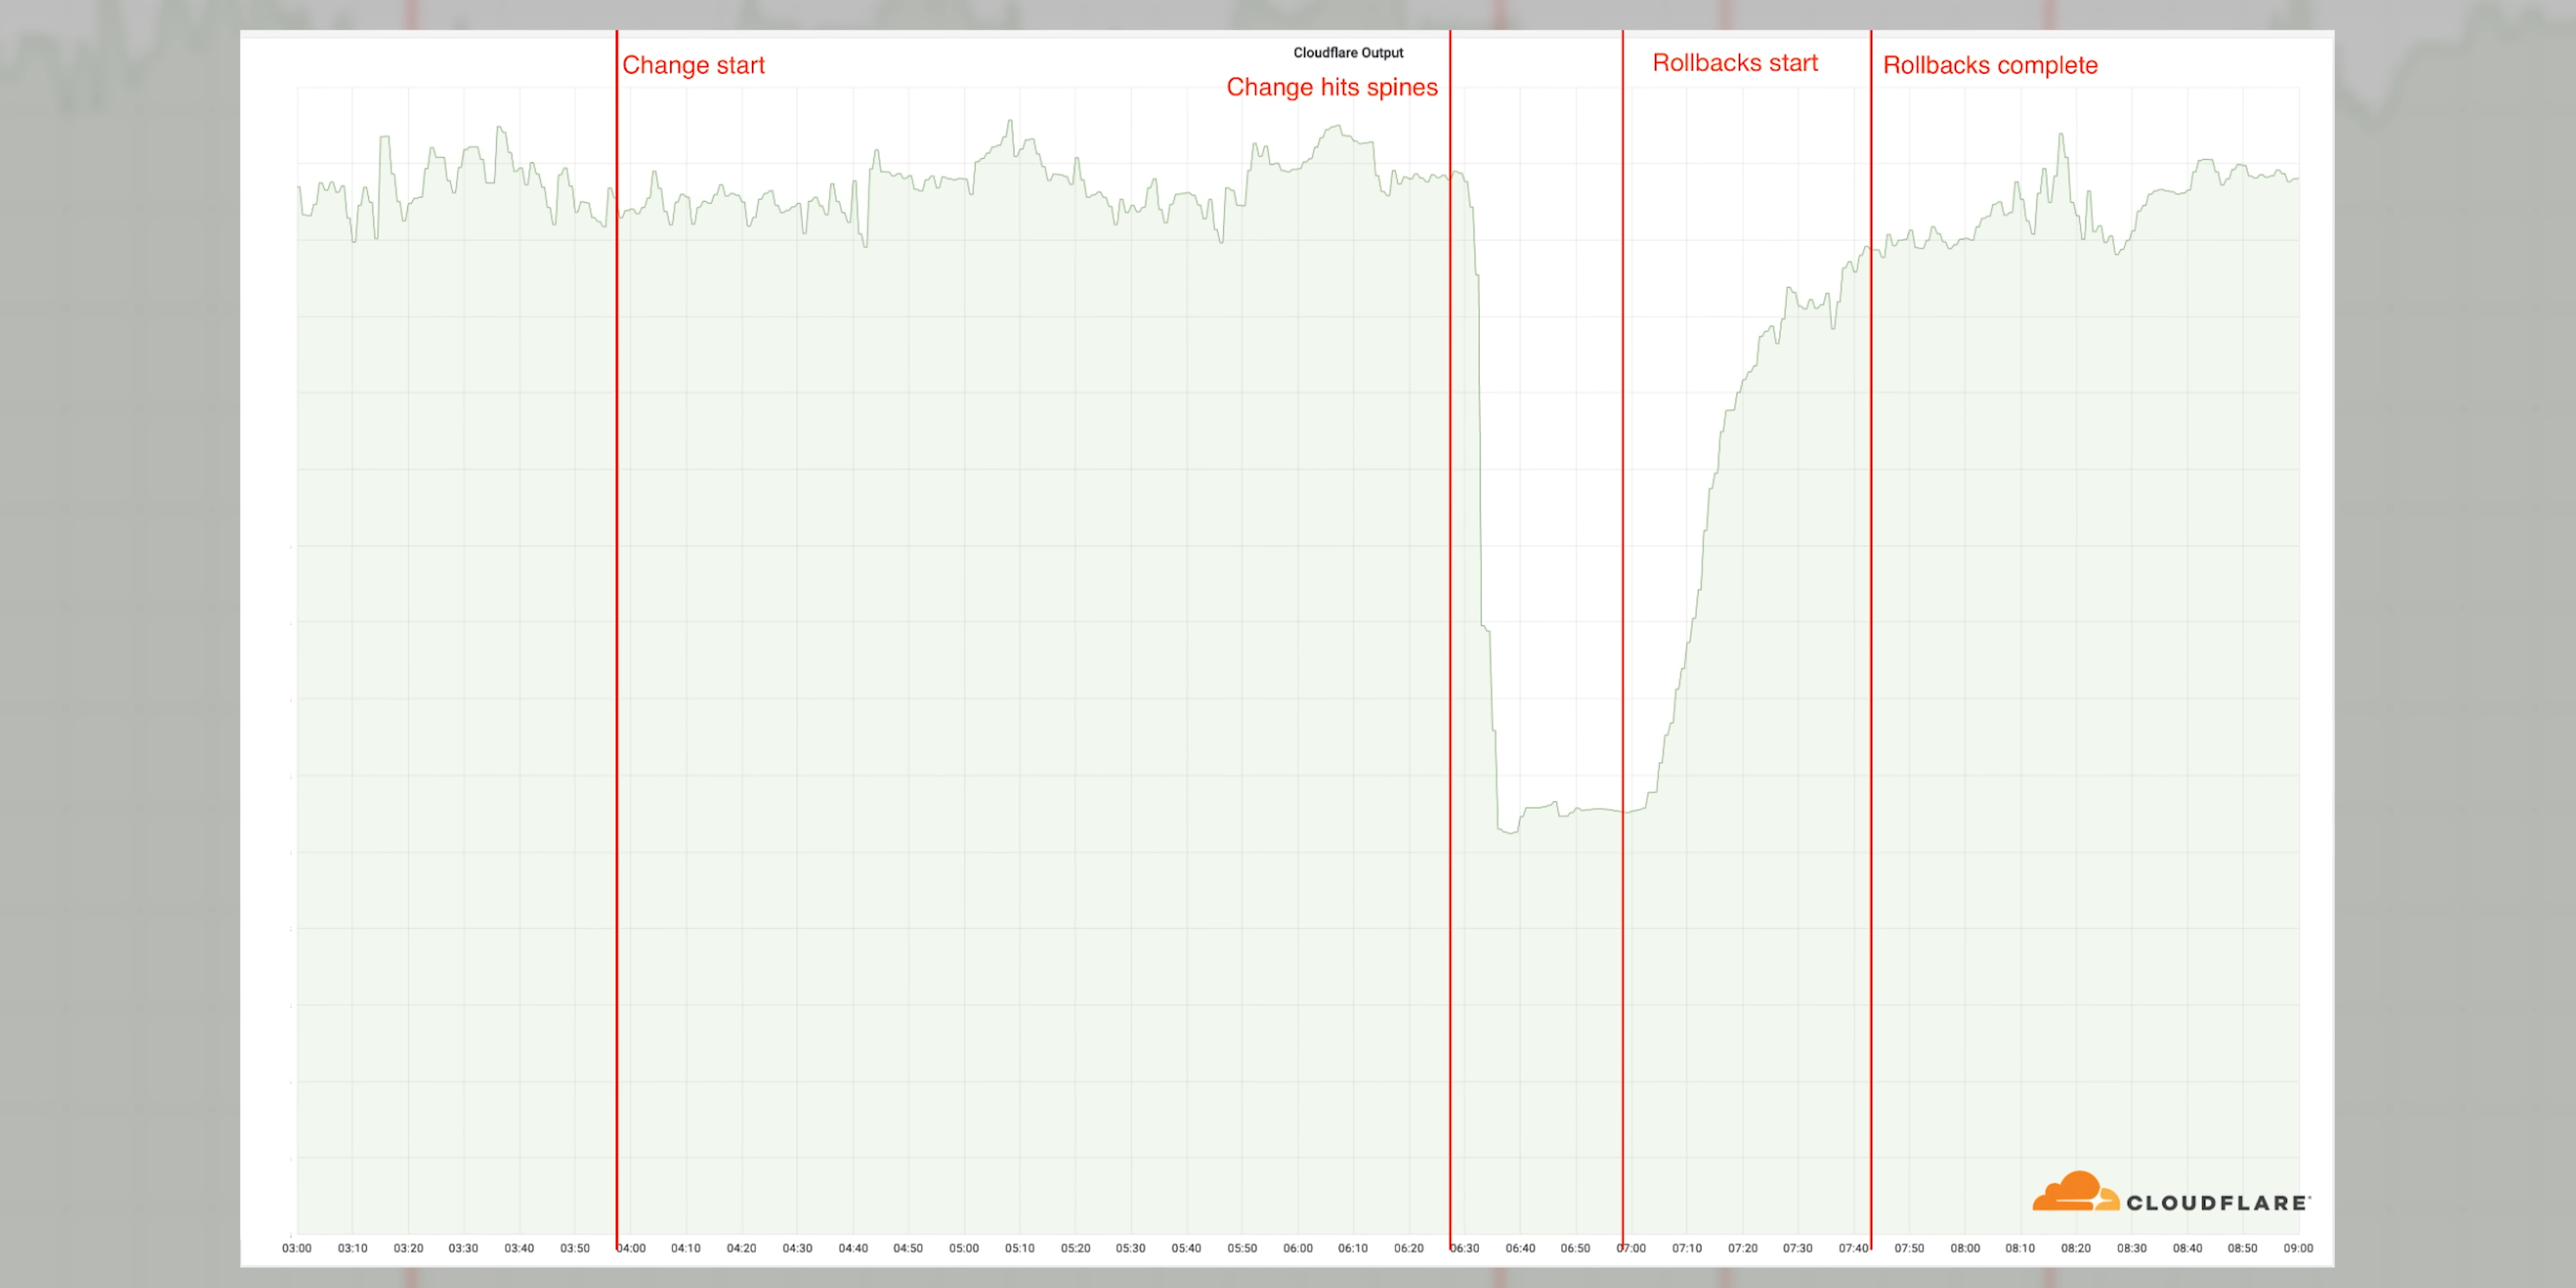 Cloudflare Output
Change start
Change hits spines
Rollbacks start
Rollbacks complete
CLOUDFLARE
03:00 03:10 03:20 03:30 03:40 03:50 04:00 04:10 04:20 04:30 04:40 04:50 05:00 05:10 05:20 05:30 05:40 05:50 06:00 06:10 06:20 06:30 06:40 06:50 07:00 07:10 07:20 07:30 07:40 07:50 08:00 08:10 08:20 08:30 08:40 08:50 09:00